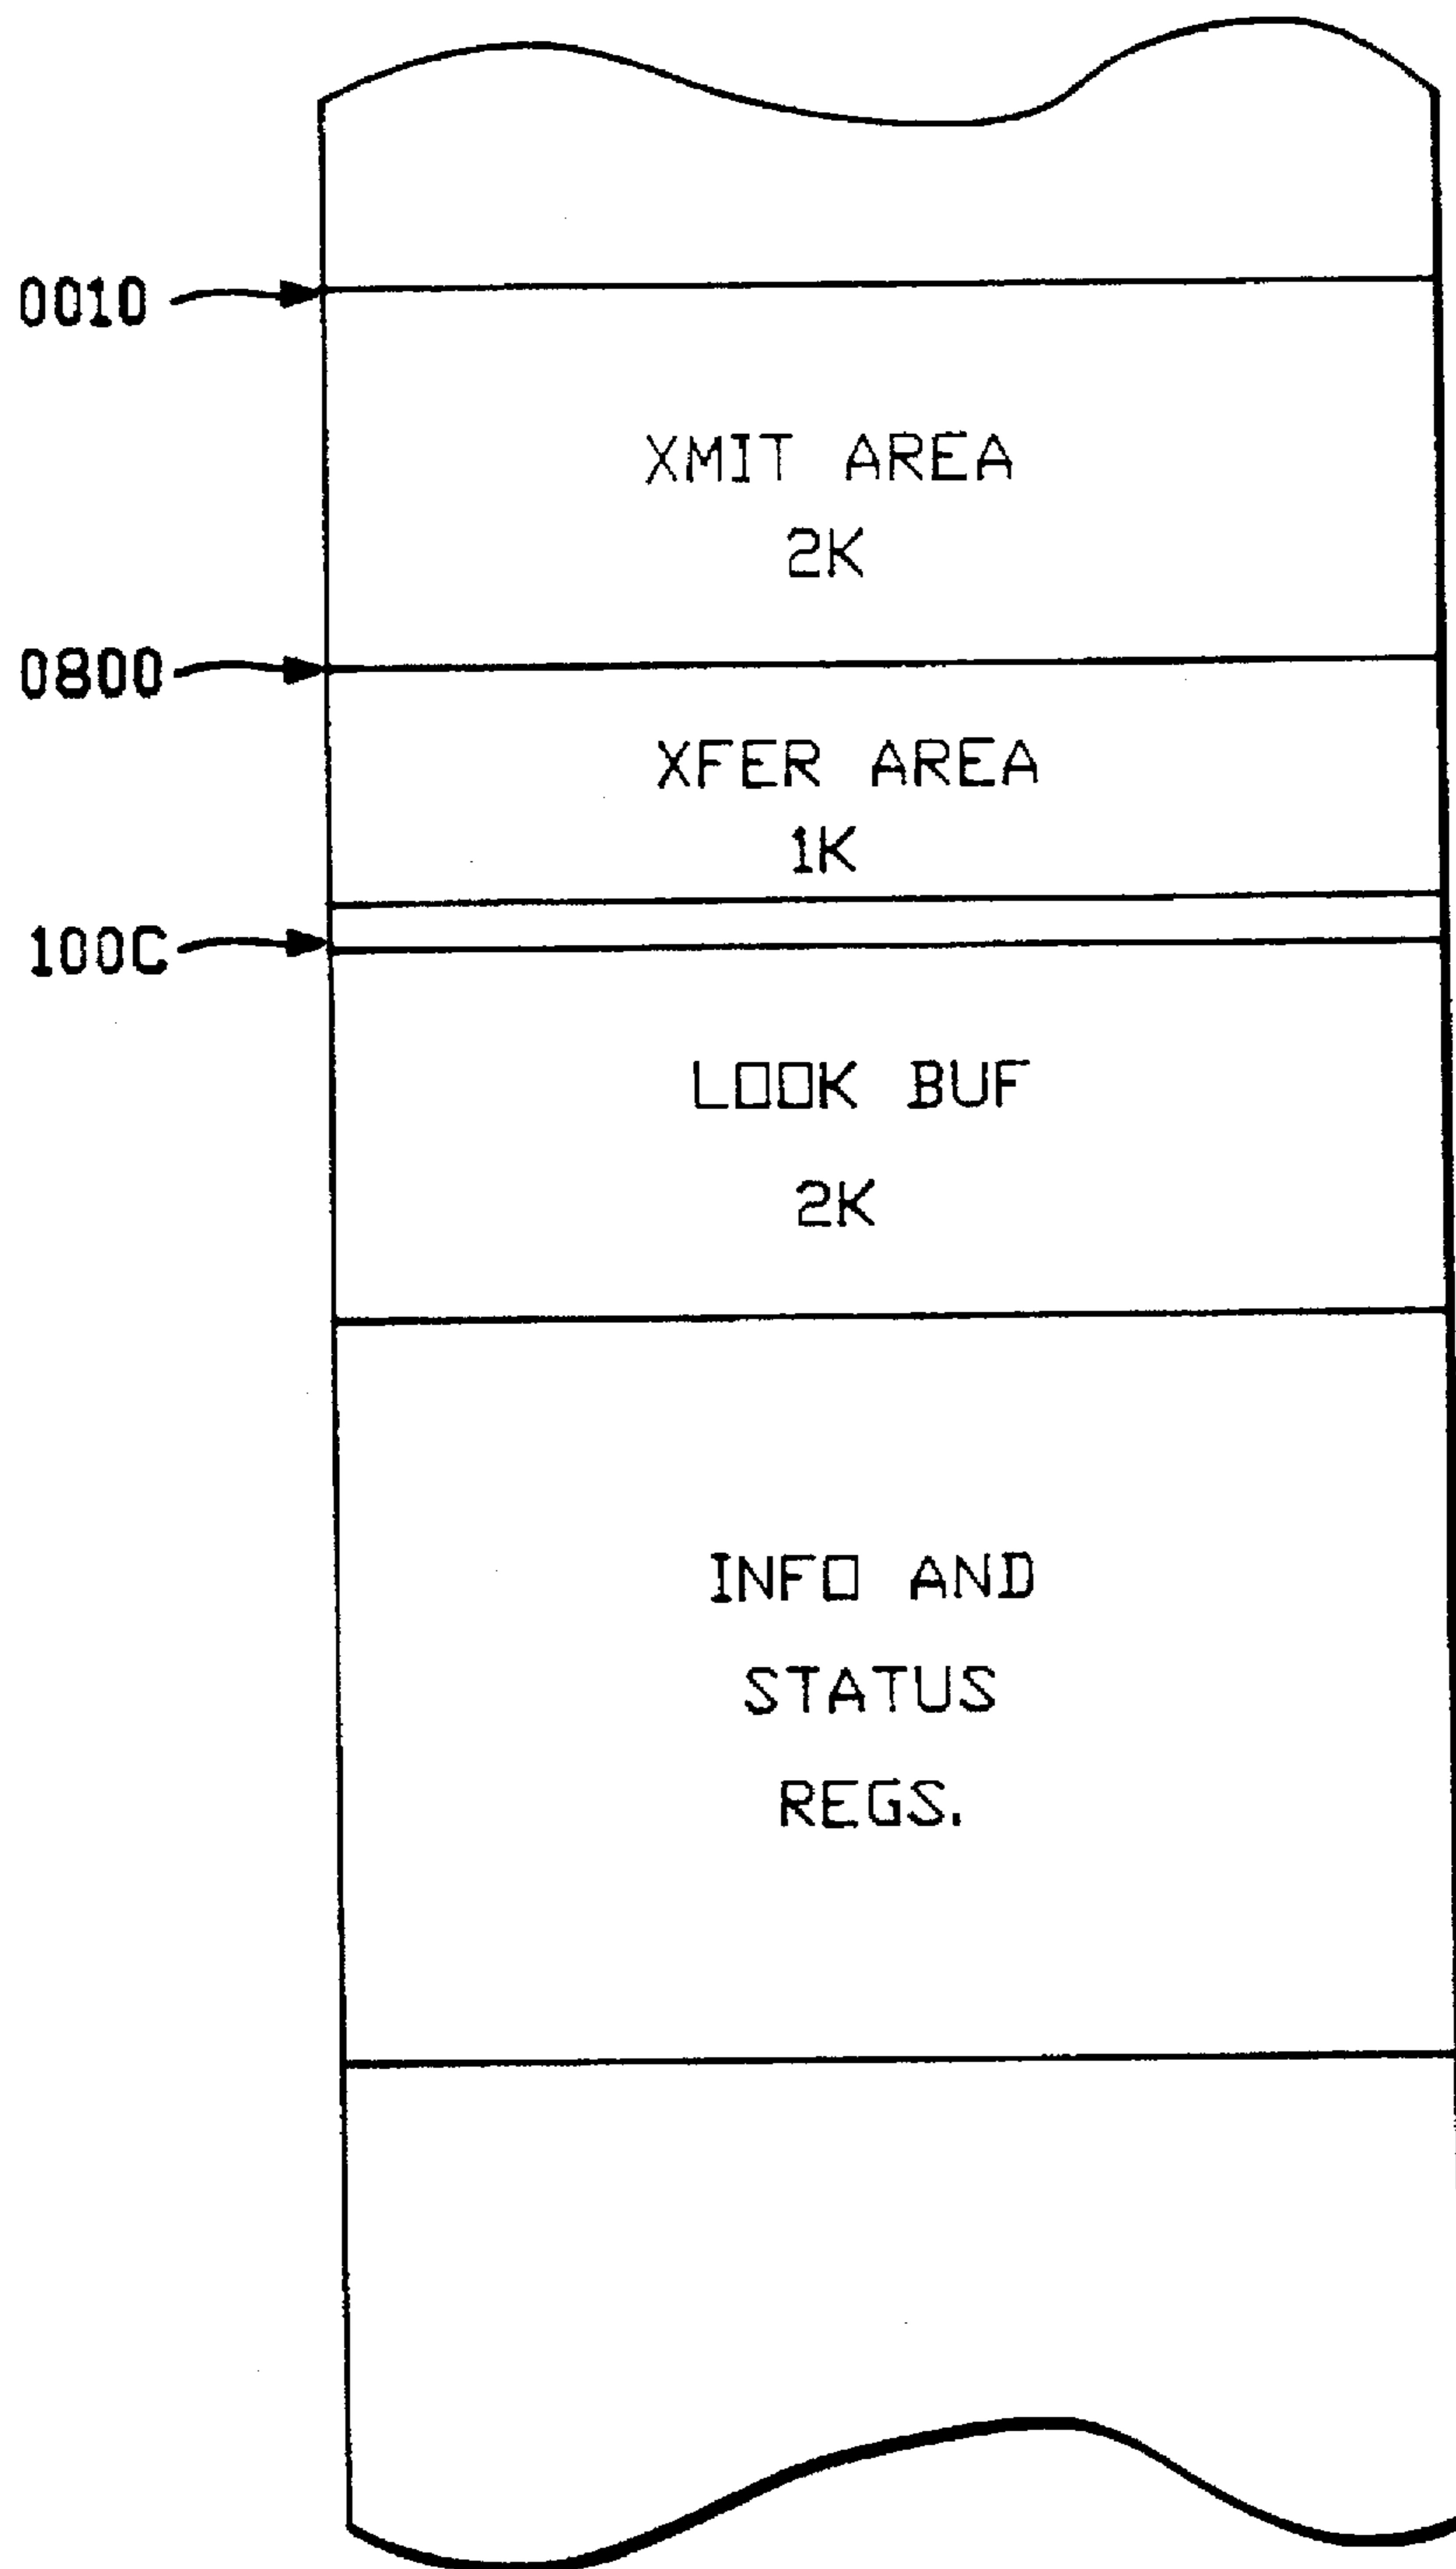 0010
XMIT AREA
2K
0800
XFER AREA
1K
100C
LOOK BUF
2K
INFO AND
STATUS
REGS.